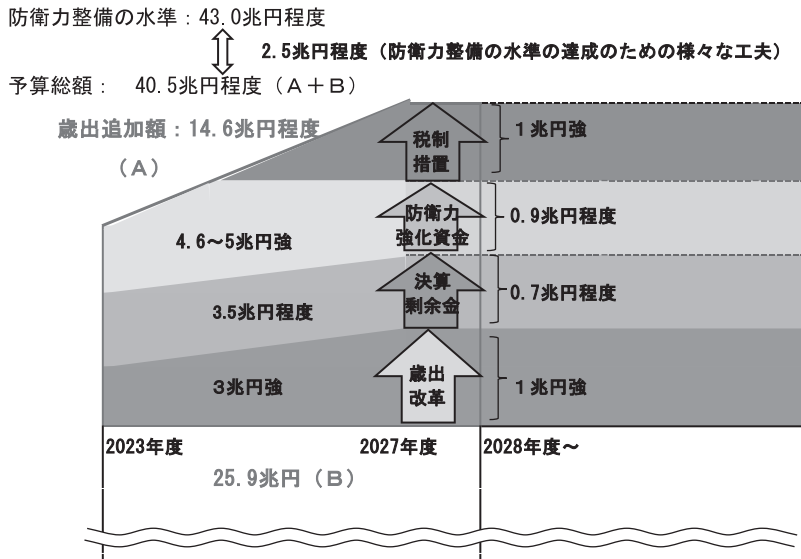 防衛力整備の水準：43.0兆円程度
2.5兆円程度（防衛力整備の水準の達成のための様々な工夫）
予算総額：　40.5兆円程度（A＋B）
歳出追加額：14.6兆円程度
（A）
税制
措置
1兆円強
防衛力
強化資金
0.9兆円程度
4.6～5兆円強
決算
剰余金
0.7兆円程度
3.5兆円程度
歳出
改革
3兆円強
1兆円強
2023年度
2027年度
2028年度～
25.9兆円（B）